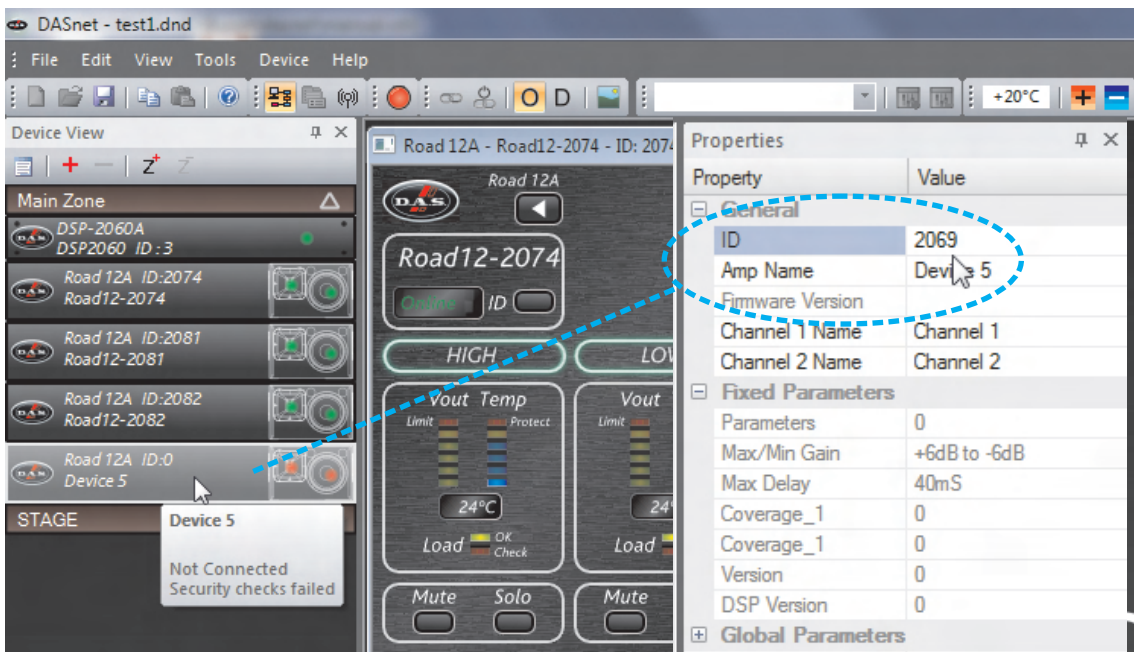 DASnet - test1.dnd
File Edit View Tools Device Help
O D
+20°C
Device View
Z+ Z-
Main Zone
D.A.S
DSP-2060A
DSP2060 ID : 3
D.A.S
Road 12A ID:2074
Road12-2074
D.A.S
Road 12A ID:2081
Road12-2081
D.A.S
Road 12A ID:2082
Road12-2082
D.A.S
Road 12A ID:0
Device 5
STAGE
Device 5
Not Connected
Security checks failed
Road 12A - Road12-2074 - ID: 2074
D.A.S
Road 12A
Road12-2074
Online ID
HIGH LOW
Vout Temp Vout
Limit Protect Limit
24°C 24°
Load OK Check Load
Mute Solo Mute
Properties
Property Value
General
ID 2069
Amp Name Device 5
Firmware Version
Channel 1 Name Channel 1
Channel 2 Name Channel 2
Fixed Parameters
Parameters 0
Max/Min Gain +6dB to -6dB
Max Delay 40mS
Coverage_1 0
Coverage_1 0
Version 0
DSP Version 0
Global Parameters